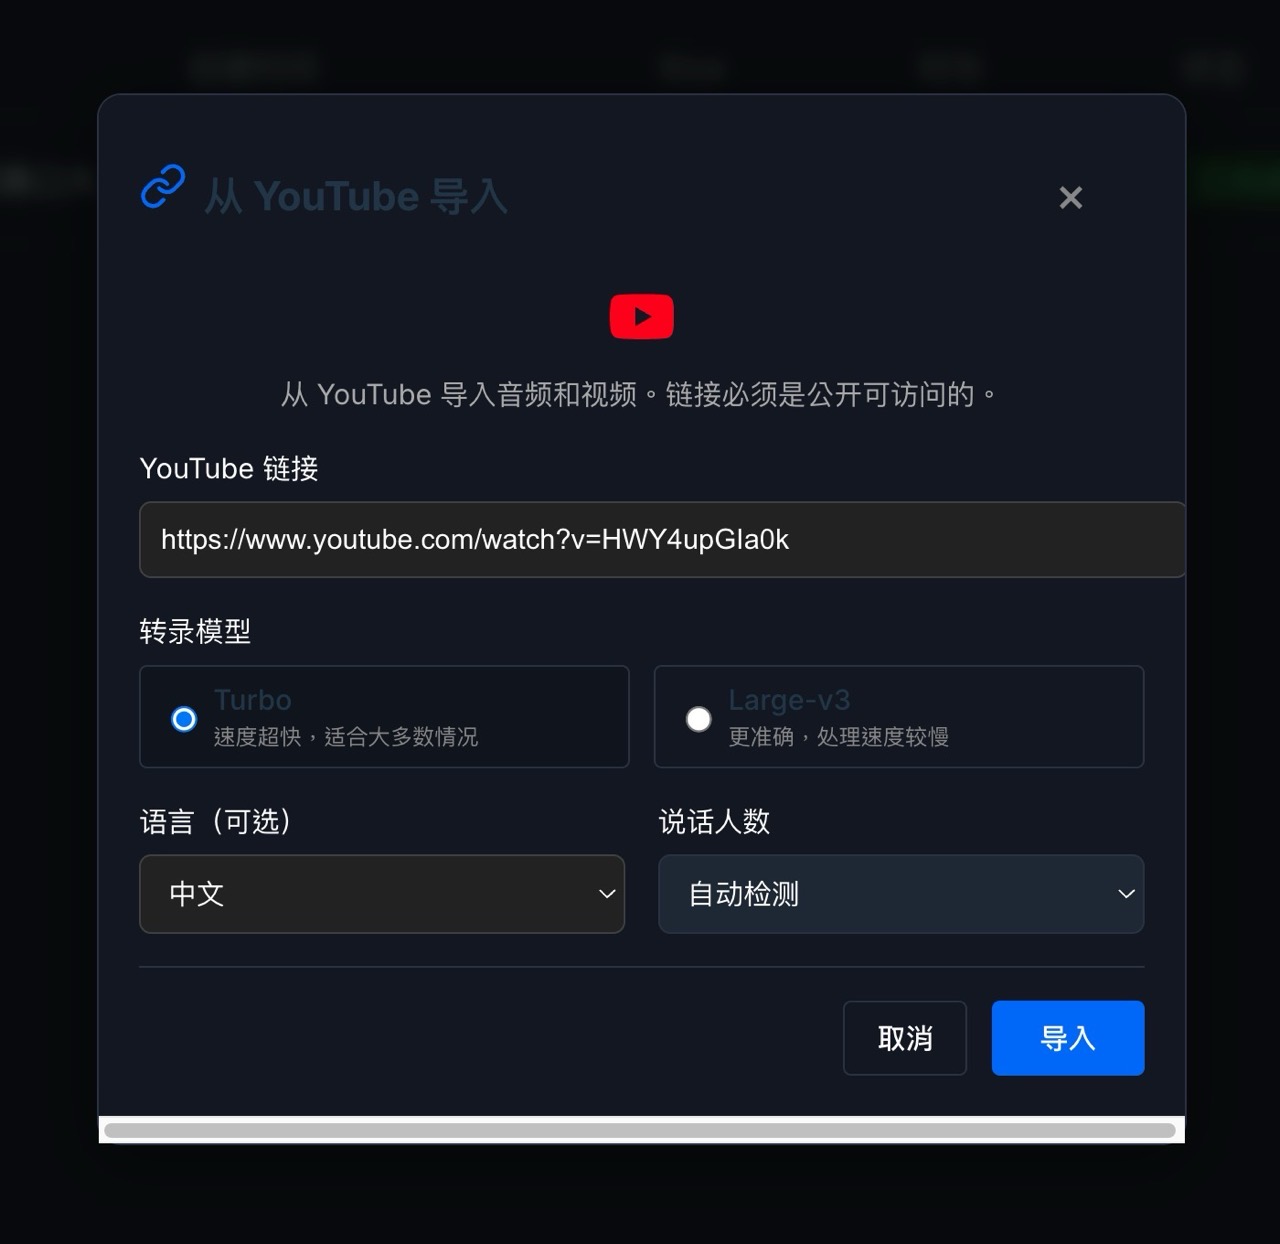 从 YouTube 导入
从 YouTube 导入音频和视频。链接必须是公开可访问的。
YouTube 链接
https://www.youtube.com/watch?v=HWY4upGIa0k
转录模型
Turbo
速度超快，适合大多数情况
Large-v3
更准确，处理速度较慢
语言（可选）
说话人数
中文
自动检测
取消
导入